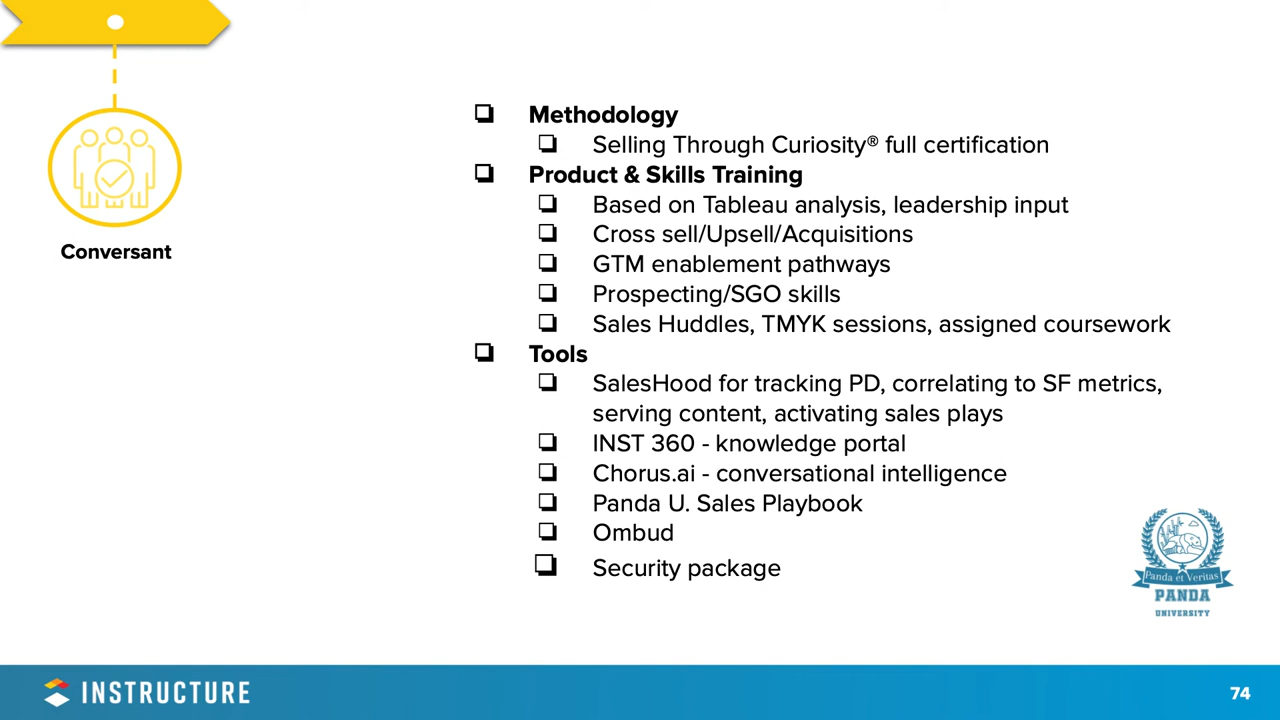 Conversant
Methodology
Selling Through Curiosity® full certification
Product & Skills Training
Based on Tableau analysis, leadership input
Cross sell/Upsell/Acquisitions
GTM enablement pathways
Prospecting/SGO skills
Sales Huddles, TMYK sessions, assigned coursework
Tools
SalesHood for tracking PD, correlating to SF metrics,
serving content, activating sales plays
INST 360 - knowledge portal
Chorus.ai - conversational intelligence
Panda U. Sales Playbook
Ombud
Security package
Panda et Veritas
PANDA
UNIVERSITY
INSTRUCTURE
74